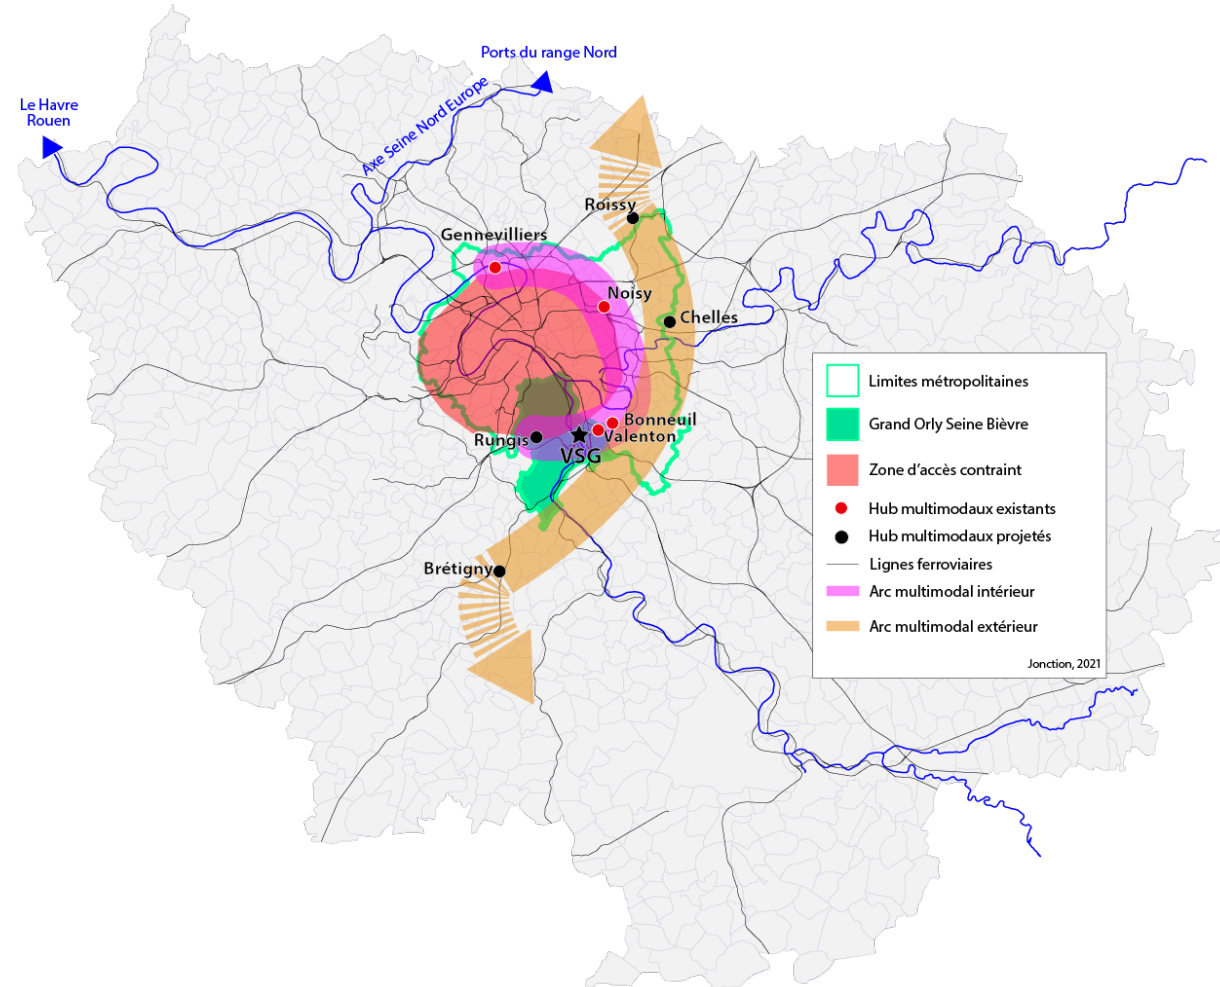 Ports du range Nord
Le Havre
Rouen
Axe Seine Nord Europe
Roissy
Gennevilliers
Noisy
Chelles
Bonneuil
Rungis
Valenton
VSG
Brétigny
Limites métropolitaines
Grand Orly Seine Bièvre
Zone d'accès contraint
Hub multimodaux existants
Hub multimodaux projetés
Lignes ferroviaires
Arc multimodal intérieur
Arc multimodal extérieur
Jonction, 2021